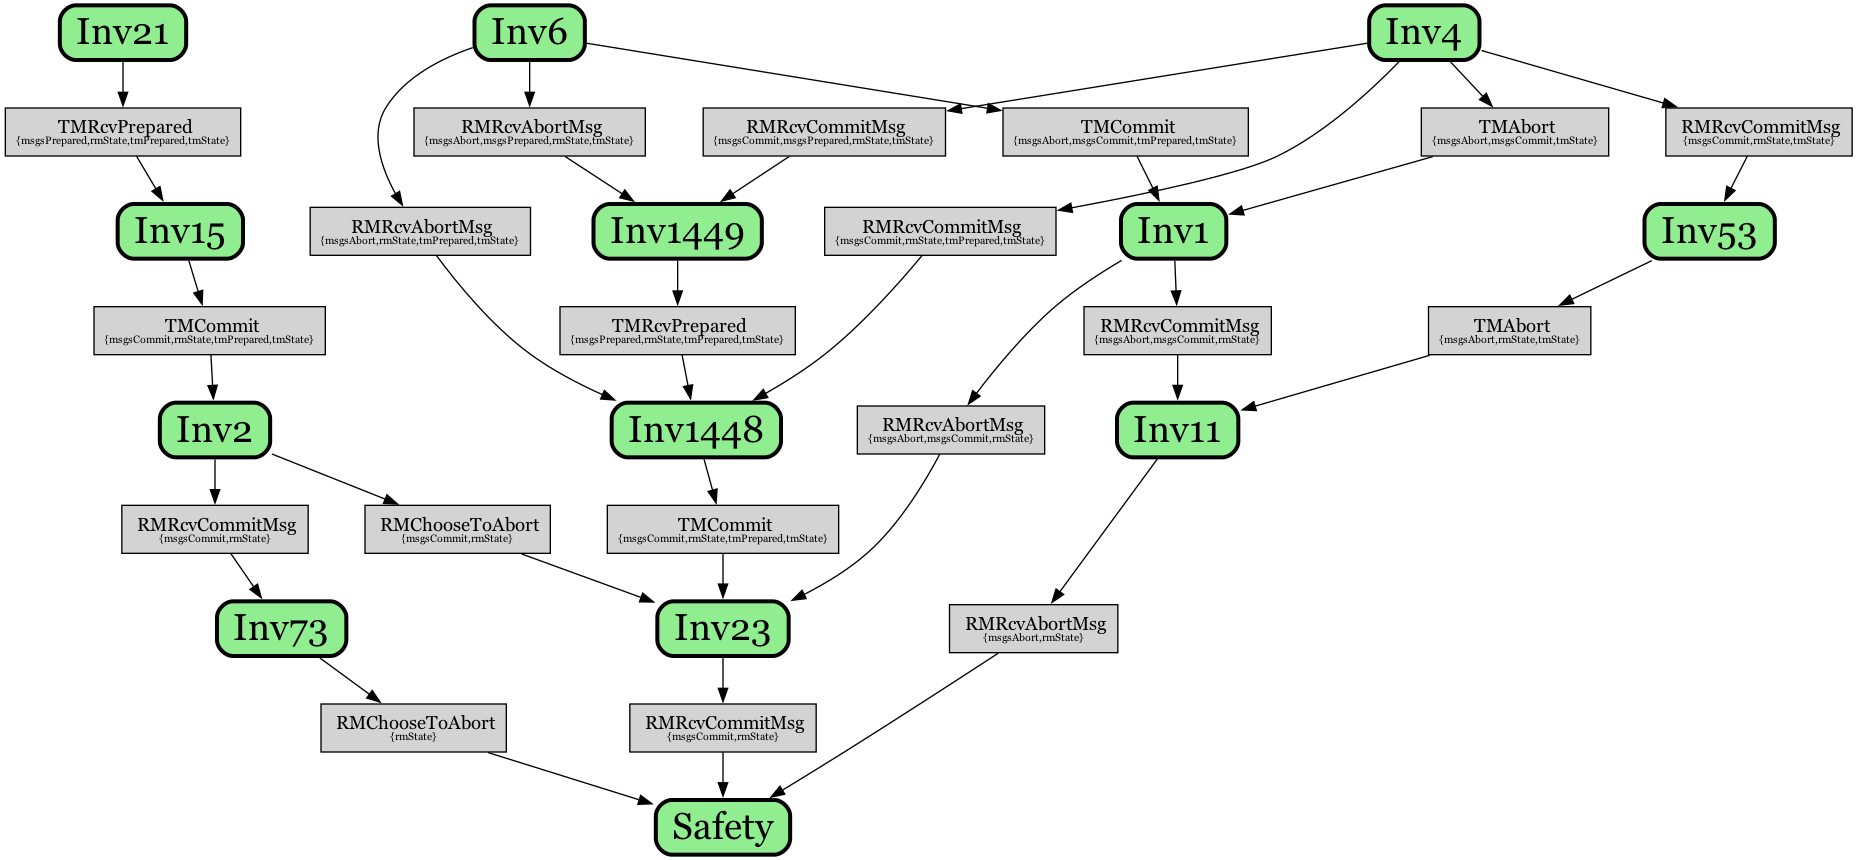 Inv21
Inv6
Inv4
TMRcvPrepared
{msgsPrepared,rmState,tmPrepared,tmState}
RMRcvAbortMsg
{msgsAbort,msgsPrepared,rmState,tmState}
RMRcvCommitMsg
{msgsCommit,msgsPrepared,rmState,tmState}
TMCommit
{msgsAbort,msgsCommit,tmPrepared,tmState}
TMAbort
{msgsAbort,msgsCommit,tmState}
RMRcvCommitMsg
{msgsCommit,rmState,tmState}
Inv15
RMRcvAbortMsg
{msgsAbort,rmState,tmPrepared,tmState}
Inv1449
RMRcvCommitMsg
{msgsCommit,rmState,tmPrepared,tmState}
Inv1
Inv53
TMCommit
{msgsCommit,rmState,tmPrepared,tmState}
TMRcvPrepared
{msgsPrepared,rmState,tmPrepared,tmState}
RMRcvCommitMsg
{msgsAbort,msgsCommit,rmState}
TMAbort
{msgsAbort,rmState,tmState}
Inv2
Inv1448
RMRcvAbortMsg
{msgsAbort,msgsCommit,rmState}
Inv11
RMRcvCommitMsg
{msgsCommit,rmState}
RMChooseToAbort
{msgsCommit,rmState}
TMCommit
{msgsCommit,rmState,tmPrepared,tmState}
Inv73
Inv23
RMRcvAbortMsg
{msgsAbort,rmState}
RMChooseToAbort
{rmState}
RMRcvCommitMsg
{msgsCommit,rmState}
Safety